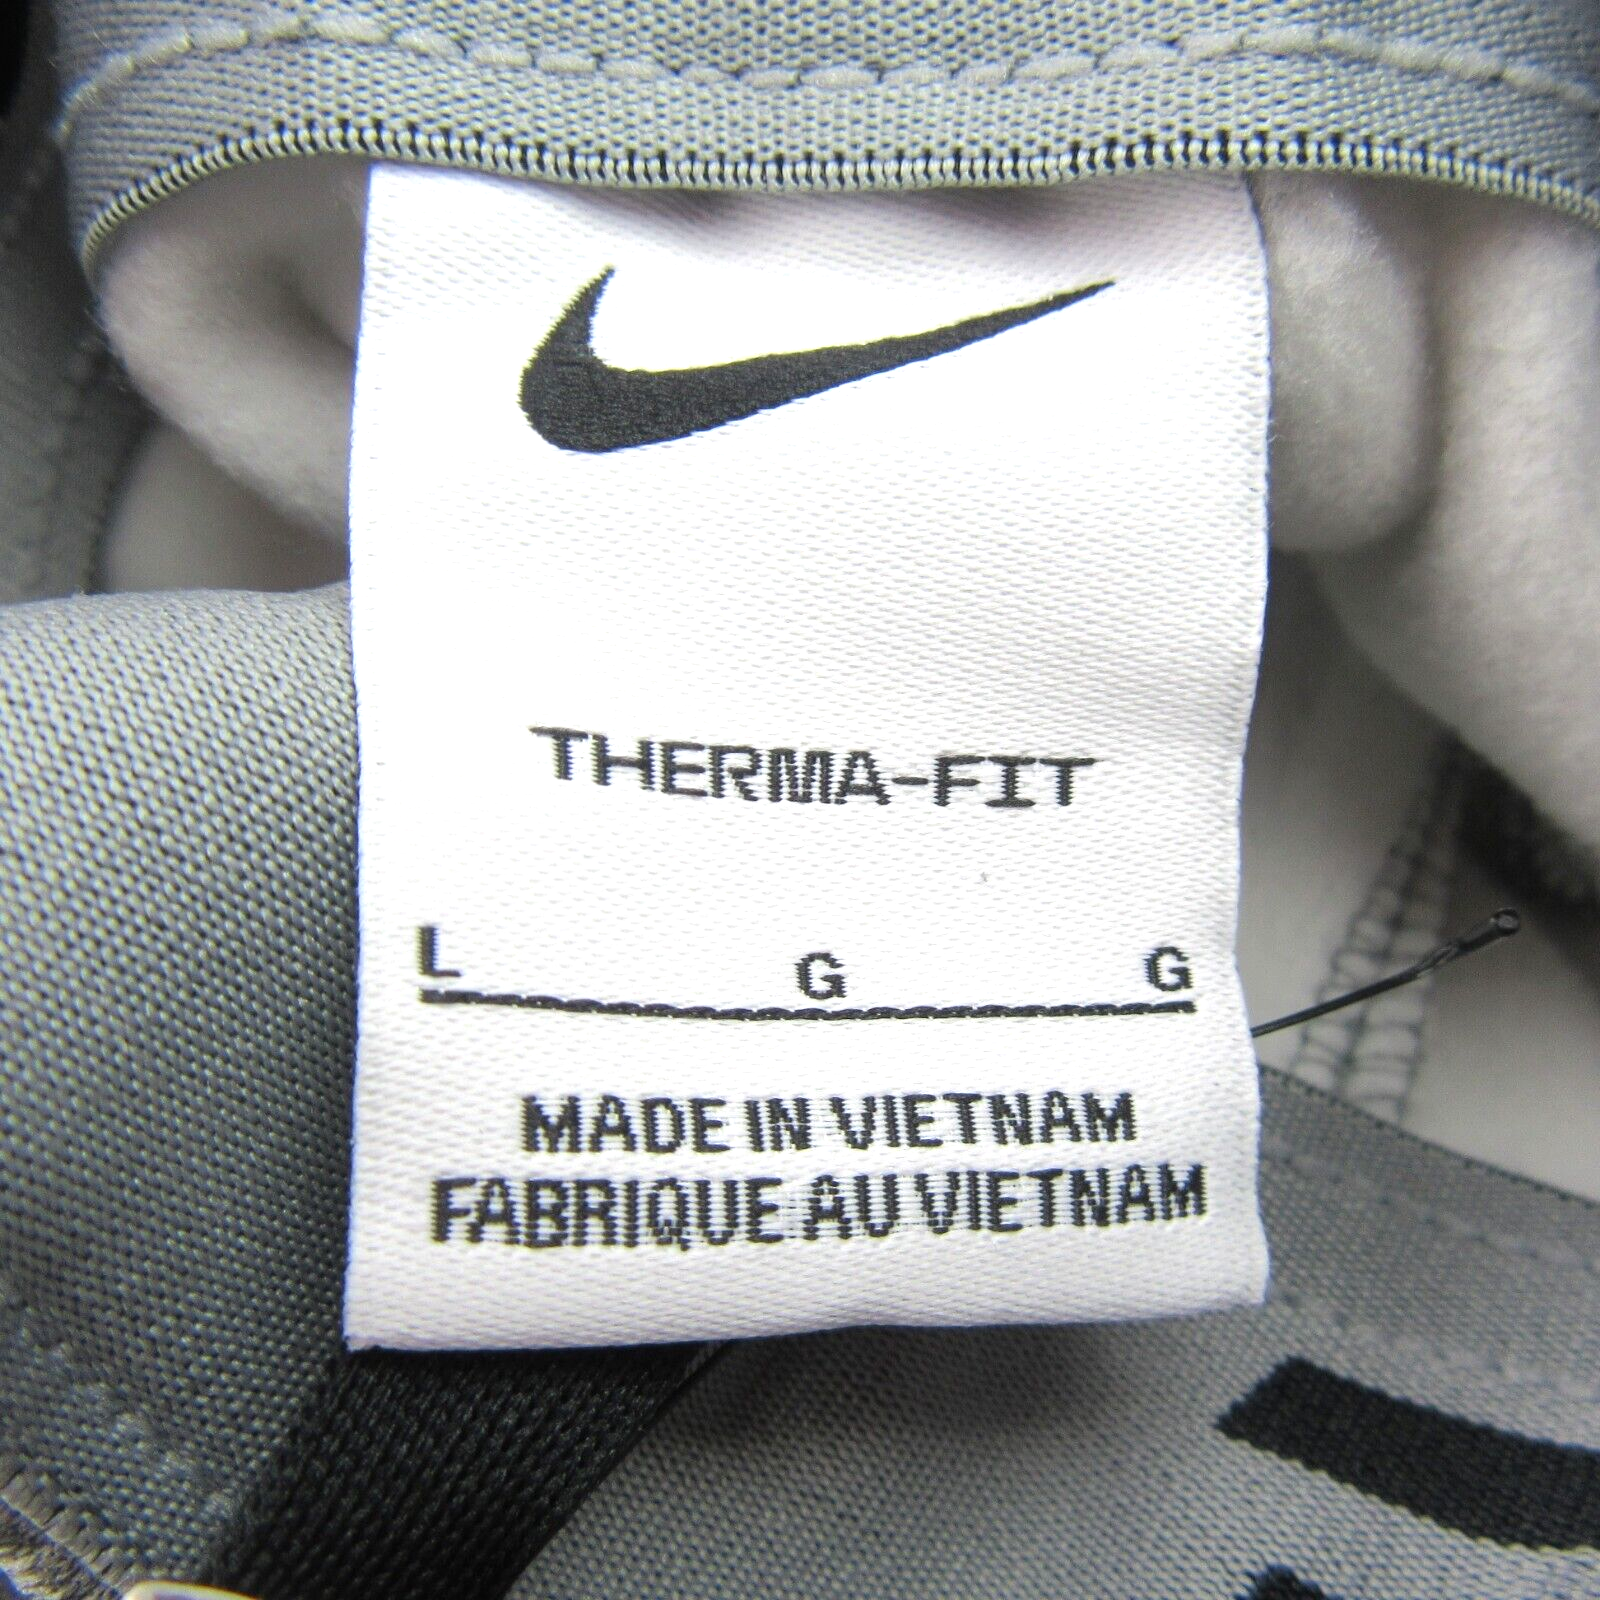 THERMA-FIT
L G G
MADE IN VIETNAM
FABRIQUE AU VIETNAM